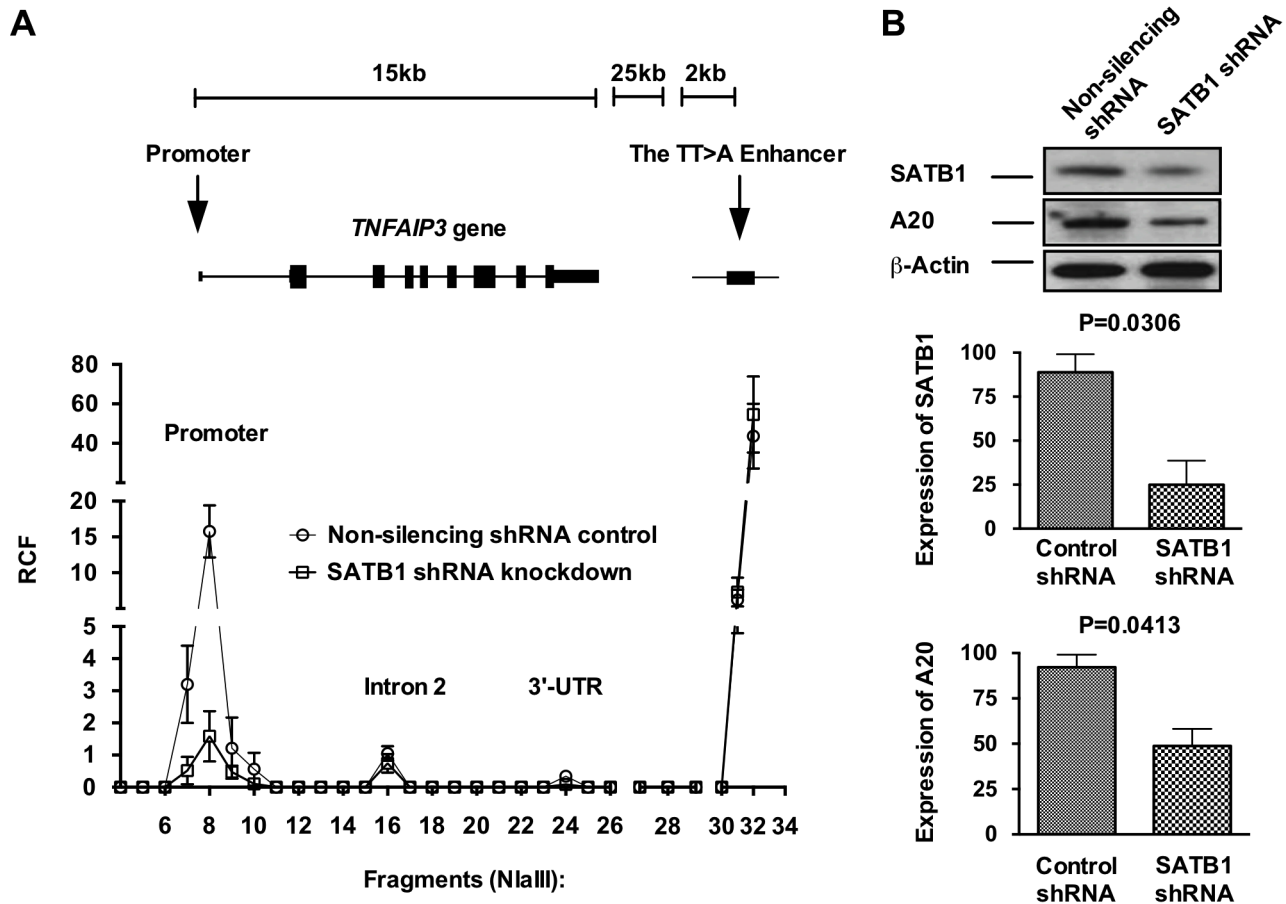 A
15kb
25kb
2kb
Promoter
The TT>A Enhancer
TNFAIP3 gene
80
60
40
20
15
10
5
4
3
2
1
0
RCF
Promoter
Non-silencing shRNA control
SATB1 shRNA knockdown
Intron 2
3'-UTR
6 8 10 12 14 16 18 20 22 24 26 28 30 32 34
Fragments (NlaIII):
B
Non-silencing
shRNA
SATB1 shRNA
SATB1
A20
β-Actin
P=0.0306
Expression of SATB1
100
75
50
25
0
Control
shRNA
SATB1
shRNA
P=0.0413
Expression of A20
100
75
50
25
0
Control
shRNA
SATB1
shRNA